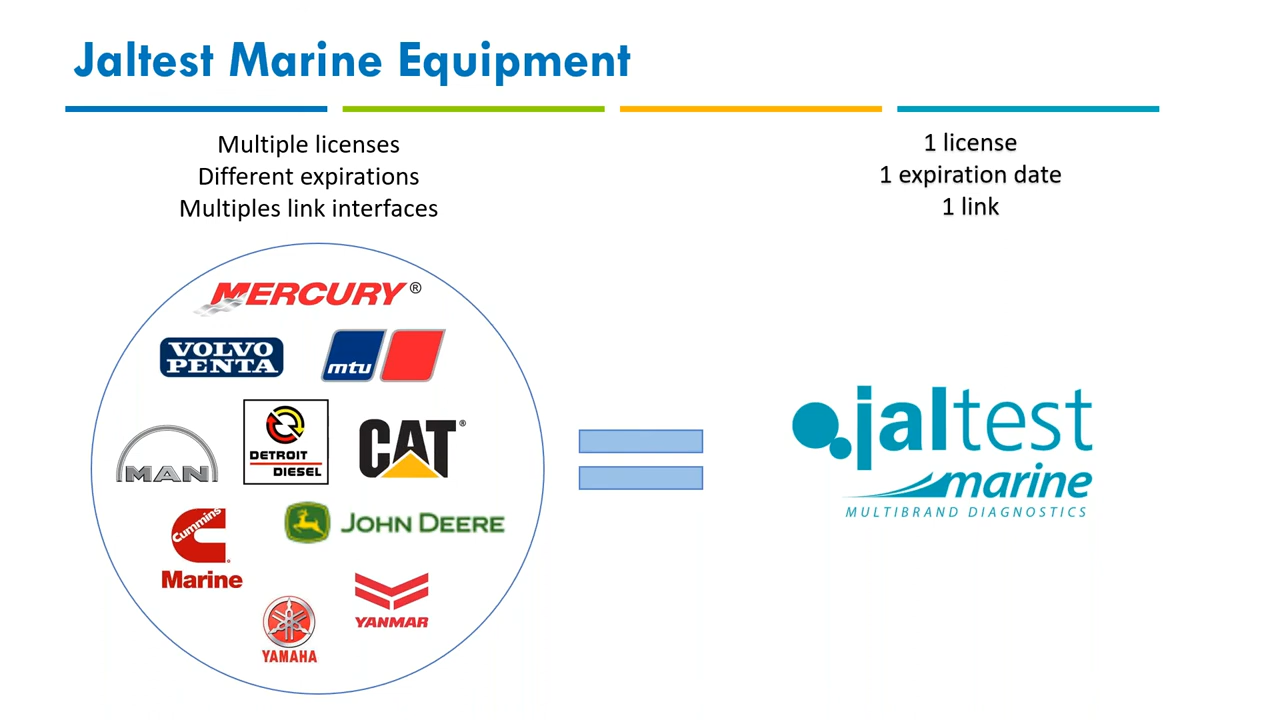 Jaltest Marine Equipment
Multiple licenses
Different expirations
Multiples link interfaces
1 license
1 expiration date
1 link
MERCURY®
VOLVO
PENTA
mtu
MAN
DETROIT
DIESEL
CAT®
Cummins
Marine
JOHN DEERE
YAMAHA
YANMAR
jaltest
marine
MULTIBRAND DIAGNOSTICS